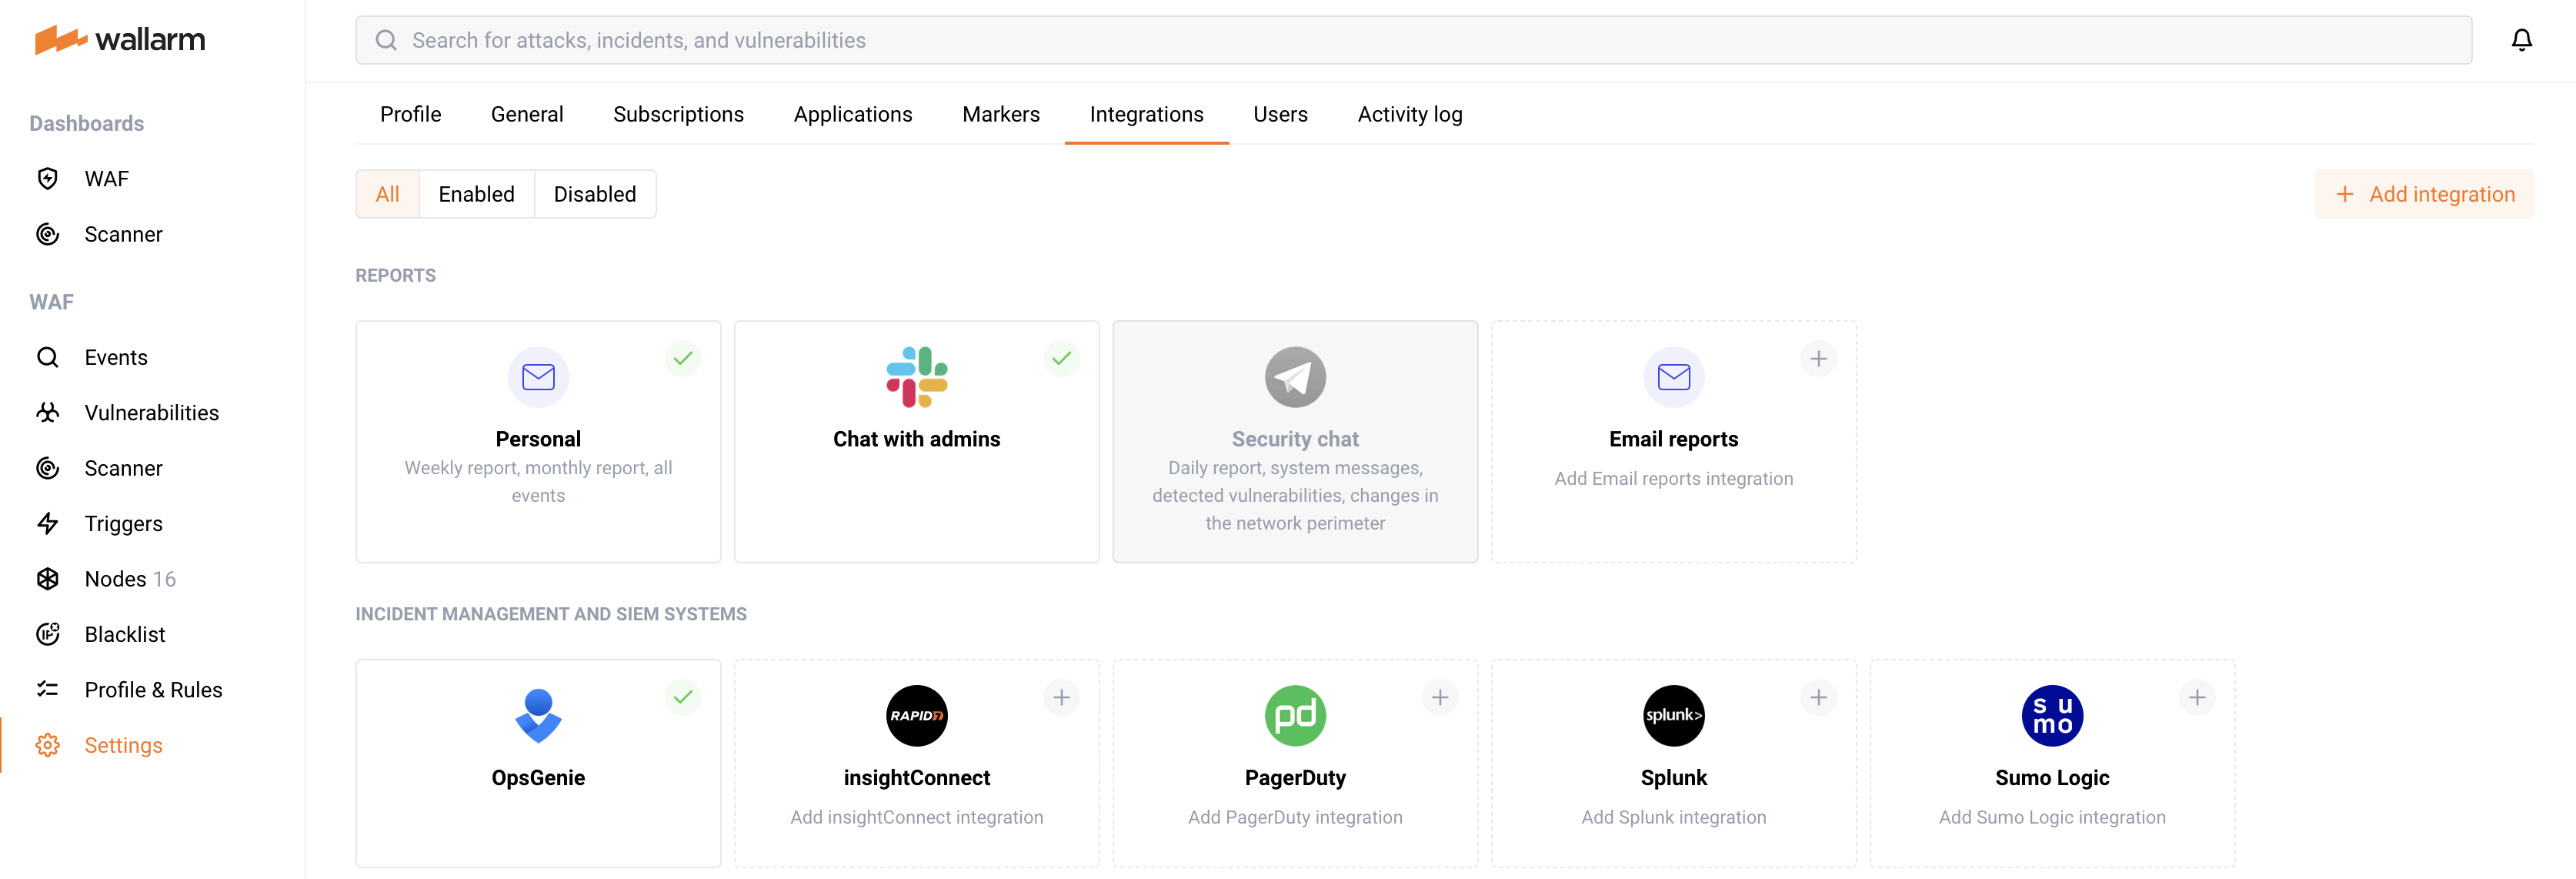 wallarm
Search for attacks, incidents, and vulnerabilities
Dashboards
WAF
Scanner
WAF
Events
Vulnerabilities
Scanner
Triggers
Nodes 16
Blacklist
Profile & Rules
Settings
Profile General Subscriptions Applications Markers Integrations Users Activity log
All Enabled Disabled
+ Add integration
REPORTS
Personal
Weekly report, monthly report, all
events
Chat with admins
Security chat
Daily report, system messages,
detected vulnerabilities, changes in
the network perimeter
Email reports
Add Email reports integration
INCIDENT MANAGEMENT AND SIEM SYSTEMS
OpsGenie
RAPID7
insightConnect
Add insightConnect integration
pd
PagerDuty
Add PagerDuty integration
splunk>
Splunk
Add Splunk integration
su
mo
Sumo Logic
Add Sumo Logic integration